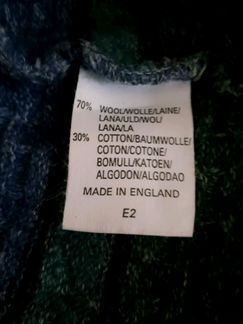 70% WOOL/WOLLE/LAINE/
LANA/ULD/WOL/
LANA/LA
30% COTTON/BAUMWOLLE/
COTON/COTONE/
BOMULL/KATOEN/
ALGODON/ALGODAO
MADE IN ENGLAND
E2